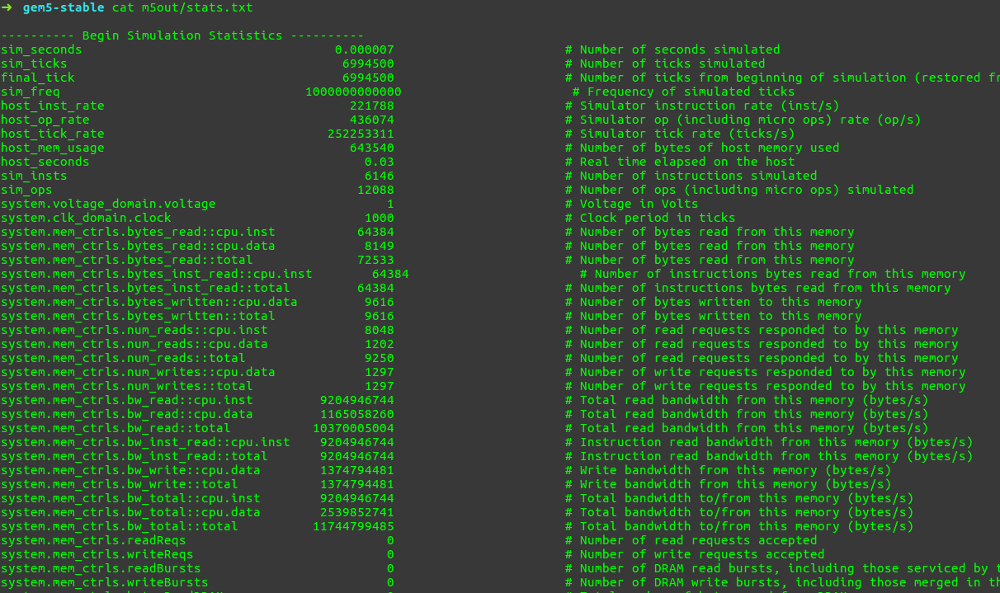 → gem5-stable cat m5out/stats.txt
---------- Begin Simulation Statistics ----------
sim_seconds 0.000007 # Number of seconds simulated
sim_ticks 6994500 # Number of ticks simulated
final_tick 6994500 # Number of ticks from beginning of simulation (restored fr
sim_freq 1000000000000 # Frequency of simulated ticks
host_inst_rate 221788 # Simulator instruction rate (inst/s)
host_op_rate 436074 # Simulator op (including micro ops) rate (op/s)
host_tick_rate 252253311 # Simulator tick rate (ticks/s)
host_mem_usage 643540 # Number of bytes of host memory used
host_seconds 0.03 # Real time elapsed on the host
sim_insts 6146 # Number of instructions simulated
sim_ops 12088 # Number of ops (including micro ops) simulated
system.voltage_domain.voltage 1 # Voltage in Volts
system.clk_domain.clock 1000 # Clock period in ticks
system.mem_ctrls.bytes_read::cpu.inst 64384 # Number of bytes read from this memory
system.mem_ctrls.bytes_read::cpu.data 8149 # Number of bytes read from this memory
system.mem_ctrls.bytes_read::total 72533 # Number of bytes read from this memory
system.mem_ctrls.bytes_inst_read::cpu.inst 64384 # Number of instructions bytes read from this memory
system.mem_ctrls.bytes_inst_read::total 64384 # Number of instructions bytes read from this memory
system.mem_ctrls.bytes_written::cpu.data 9616 # Number of bytes written to this memory
system.mem_ctrls.bytes_written::total 9616 # Number of bytes written to this memory
system.mem_ctrls.num_reads::cpu.inst 8048 # Number of read requests responded to by this memory
system.mem_ctrls.num_reads::cpu.data 1202 # Number of read requests responded to by this memory
system.mem_ctrls.num_reads::total 9250 # Number of read requests responded to by this memory
system.mem_ctrls.num_writes::cpu.data 1297 # Number of write requests responded to by this memory
system.mem_ctrls.num_writes::total 1297 # Number of write requests responded to by this memory
system.mem_ctrls.bw_read::cpu.inst 9204946744 # Total read bandwidth from this memory (bytes/s)
system.mem_ctrls.bw_read::cpu.data 1165058260 # Total read bandwidth from this memory (bytes/s)
system.mem_ctrls.bw_read::total 10370005004 # Total read bandwidth from this memory (bytes/s)
system.mem_ctrls.bw_inst_read::cpu.inst 9204946744 # Instruction read bandwidth from this memory (bytes/s)
system.mem_ctrls.bw_inst_read::total 9204946744 # Instruction read bandwidth from this memory (bytes/s)
system.mem_ctrls.bw_write::cpu.data 1374794481 # Write bandwidth from this memory (bytes/s)
system.mem_ctrls.bw_write::total 1374794481 # Write bandwidth from this memory (bytes/s)
system.mem_ctrls.bw_total::cpu.inst 9204946744 # Total bandwidth to/from this memory (bytes/s)
system.mem_ctrls.bw_total::cpu.data 2539852741 # Total bandwidth to/from this memory (bytes/s)
system.mem_ctrls.bw_total::total 11744799485 # Total bandwidth to/from this memory (bytes/s)
system.mem_ctrls.readReqs 0 # Number of read requests accepted
system.mem_ctrls.writeReqs 0 # Number of write requests accepted
system.mem_ctrls.readBursts 0 # Number of DRAM read bursts, including those serviced by t
system.mem_ctrls.writeBursts 0 # Number of DRAM write bursts, including those merged in th